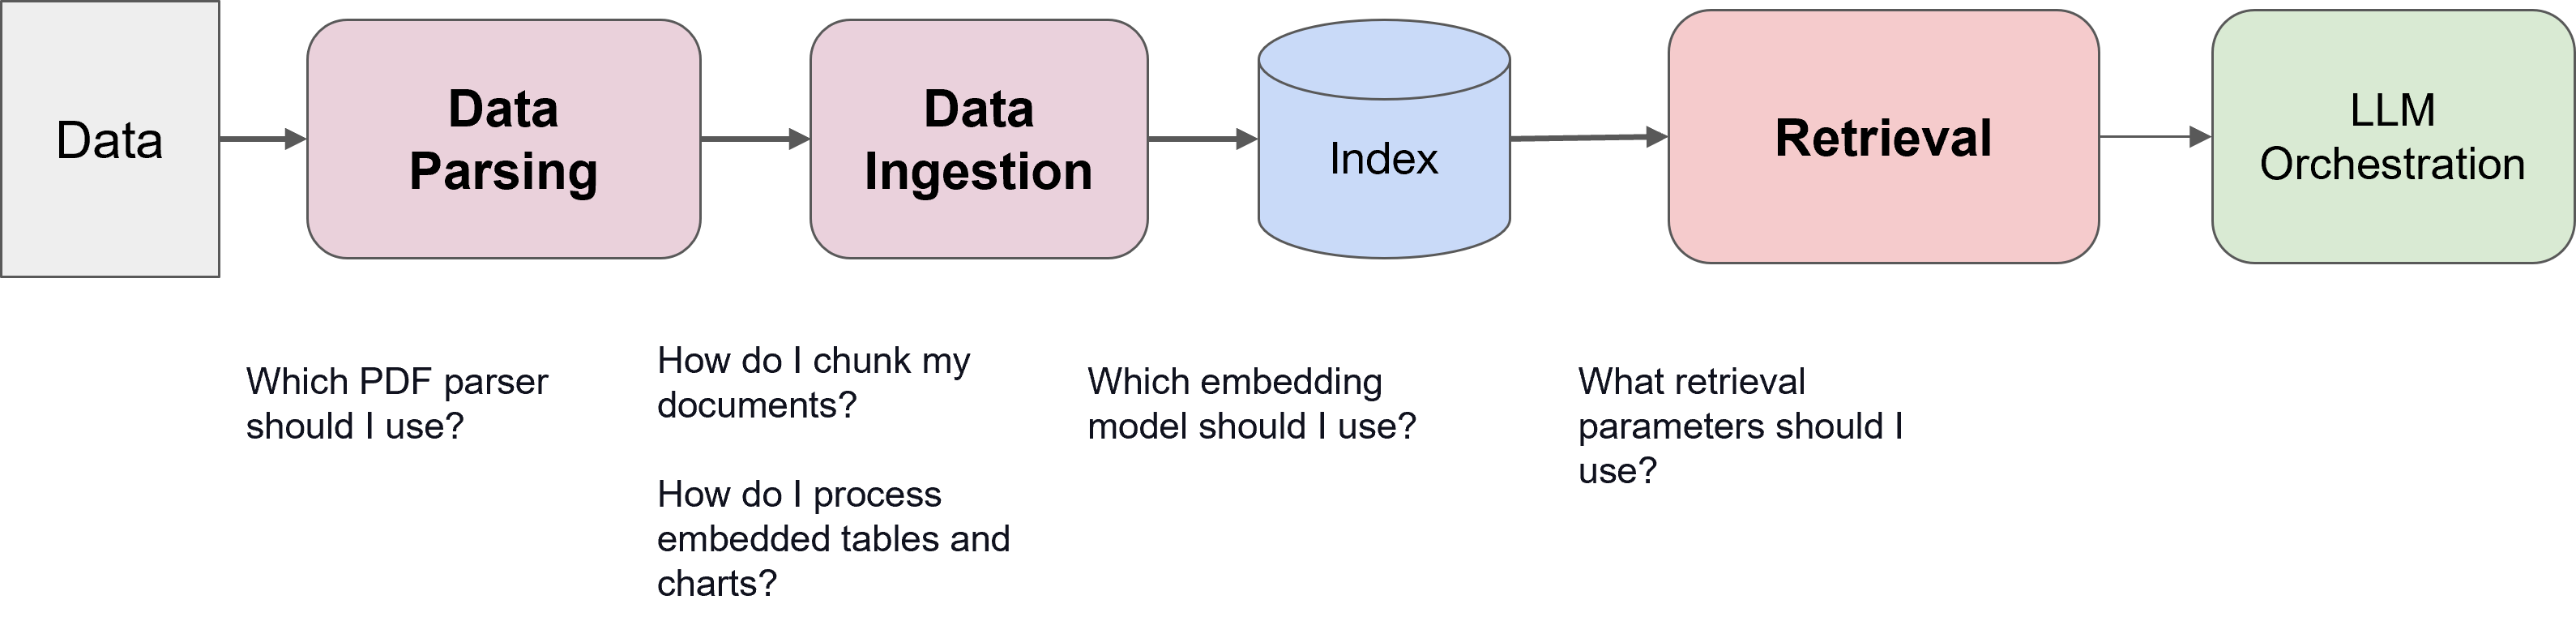 Data
Data
Parsing
Data
Ingestion
Index
Retrieval
LLM
Orchestration
Which PDF parser
should I use?
How do I chunk my
documents?
How do I process
embedded tables and
charts?
Which embedding
model should I use?
What retrieval
parameters should I
use?